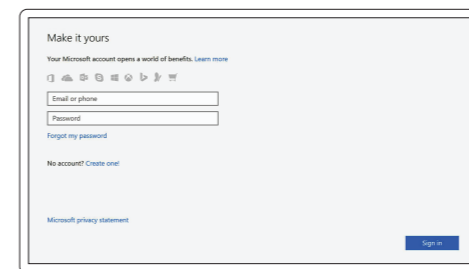 Make it yours
Your Microsoft account opens a world of benefits. Learn more
Email or phone
Password
Forgot my password
No account? Create one!
Microsoft privacy statement
Sign in